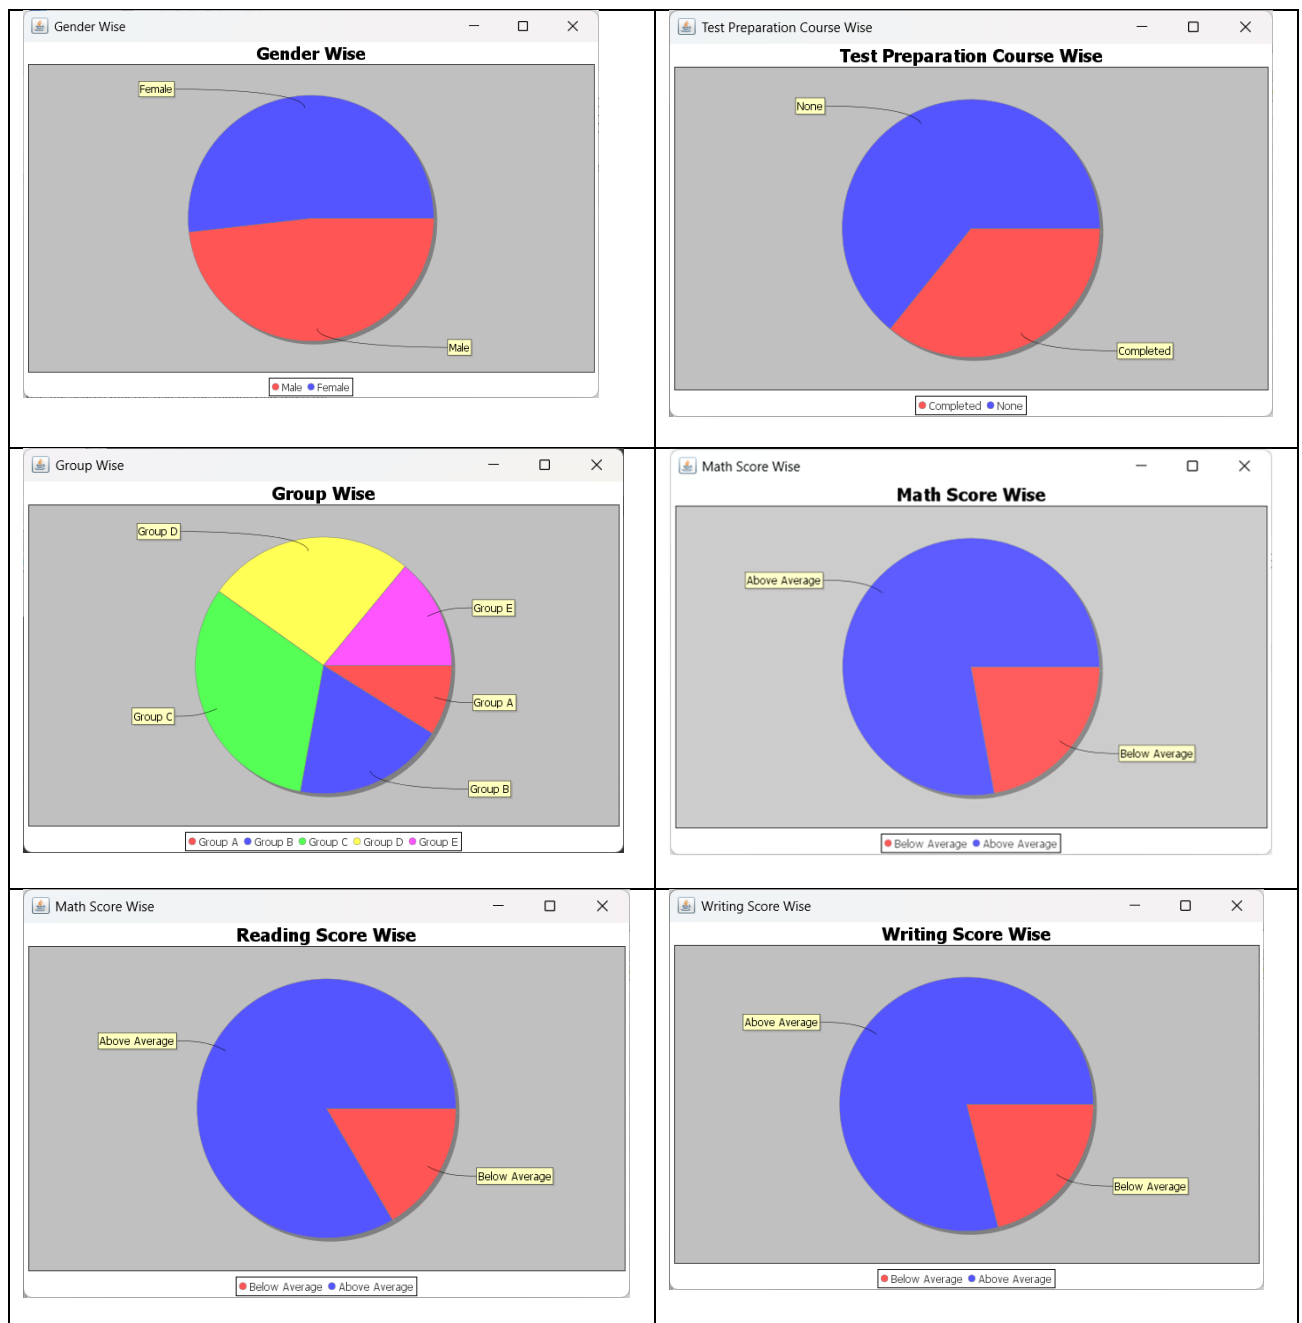 Gender Wise
Gender Wise
Female
Male
Male Female
Test Preparation Course Wise
Test Preparation Course Wise
None
Completed
Completed None
Group Wise
Group Wise
Group D
Group E
Group A
Group C
Group B
Group A Group B Group C Group D Group E
Math Score Wise
Math Score Wise
Above Average
Below Average
Below Average Above Average
Math Score Wise
Reading Score Wise
Above Average
Below Average
Below Average Above Average
Writing Score Wise
Writing Score Wise
Above Average
Below Average
Below Average Above Average